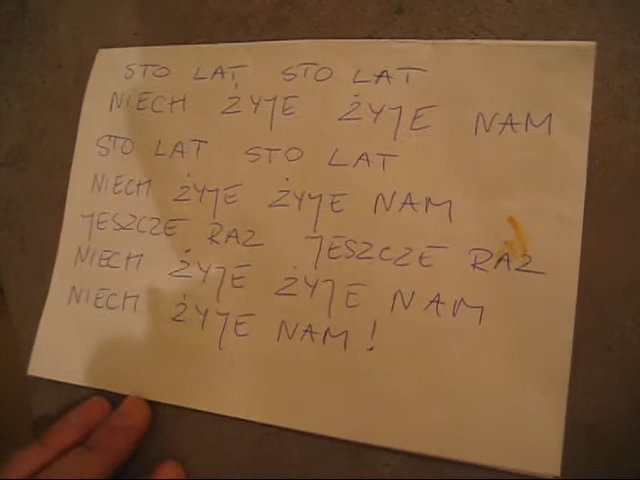 STO LAT STO LAT
NIECH ŻYJE ŻYJE NAM
STO LAT STO LAT
NIECH ŻYJE ŻYJE NAM
JESZCZE RAZ JESZCZE RAZ
NIECH ŻYJE ŻYJE NAM
NIECH ŻYJE NAM!